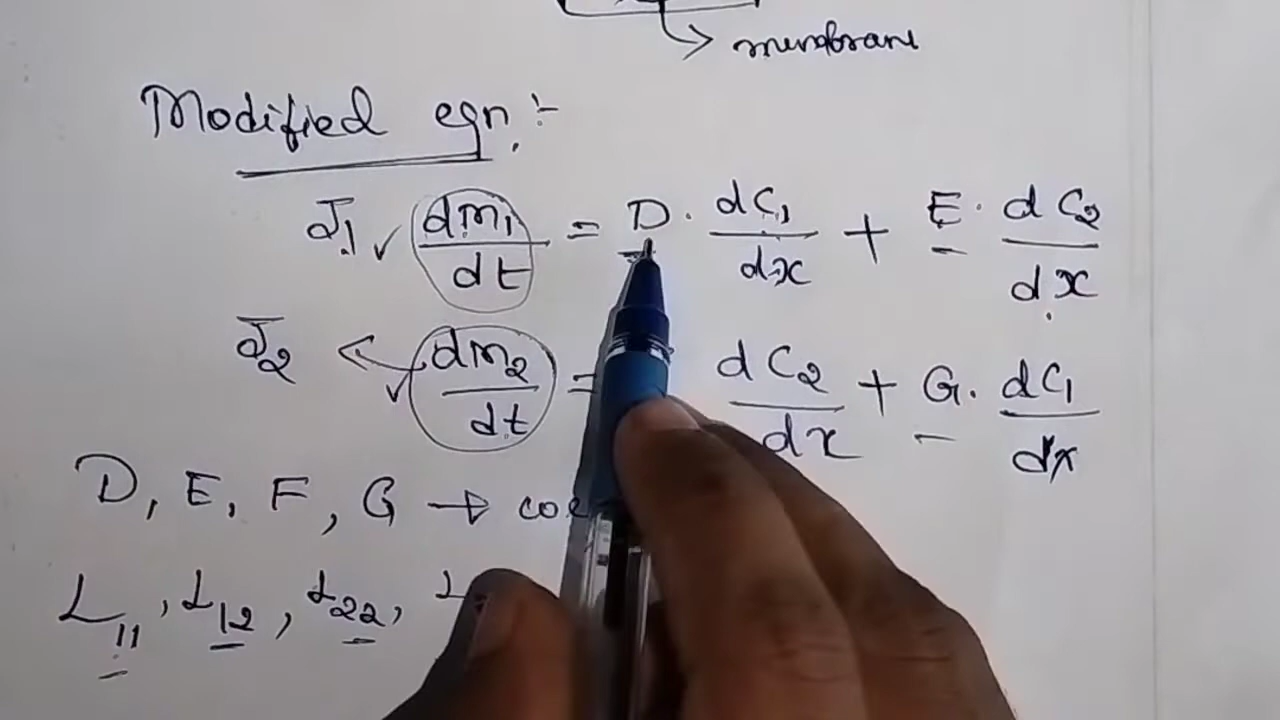 → membrane
Modified eqn :-
J1 ✓ dm1/dt = D · dC1/dx + E · dC2/dx
J2 ← dm2/dt = dC2/dx + G · dC1/dx
D, E, F, G →
L11, L12, L22,